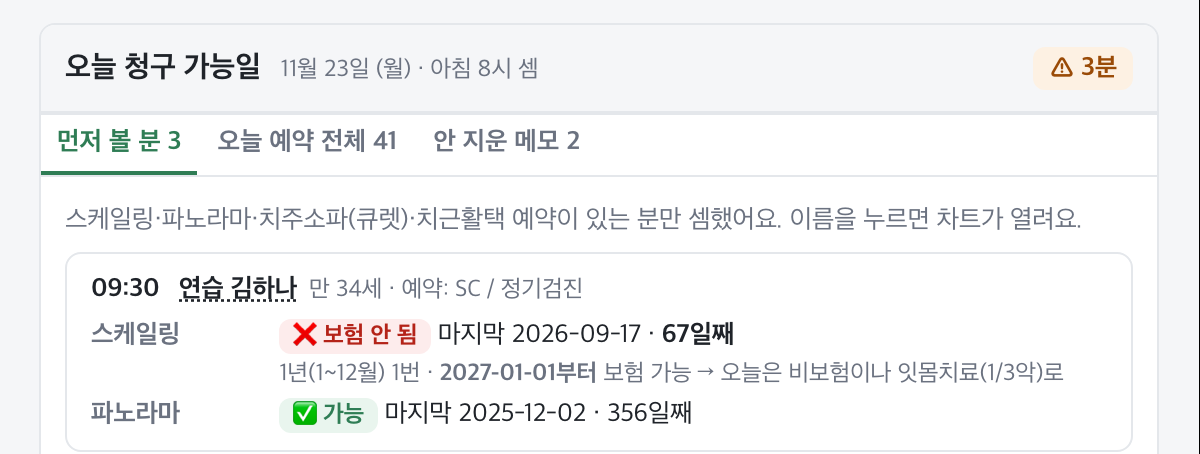 오늘 청구 가능일 11월 23일 (월) · 아침 8시 셈 ⚠ 3분
먼저 볼 분 3 오늘 예약 전체 41 안 지운 메모 2
스케일링·파노라마·치주소파(큐렛)·치근활택 예약이 있는 분만 셈했어요. 이름을 누르면 차트가 열려요.
09:30 연습 김하나 만 34세 · 예약: SC / 정기검진
스케일링 ❌ 보험 안 됨 마지막 2026-09-17 · 67일째
1년(1~12월) 1번 · 2027-01-01부터 보험 가능 → 오늘은 비보험이나 잇몸치료(1/3악)로
파노라마 ✅ 가능 마지막 2025-12-02 · 356일째